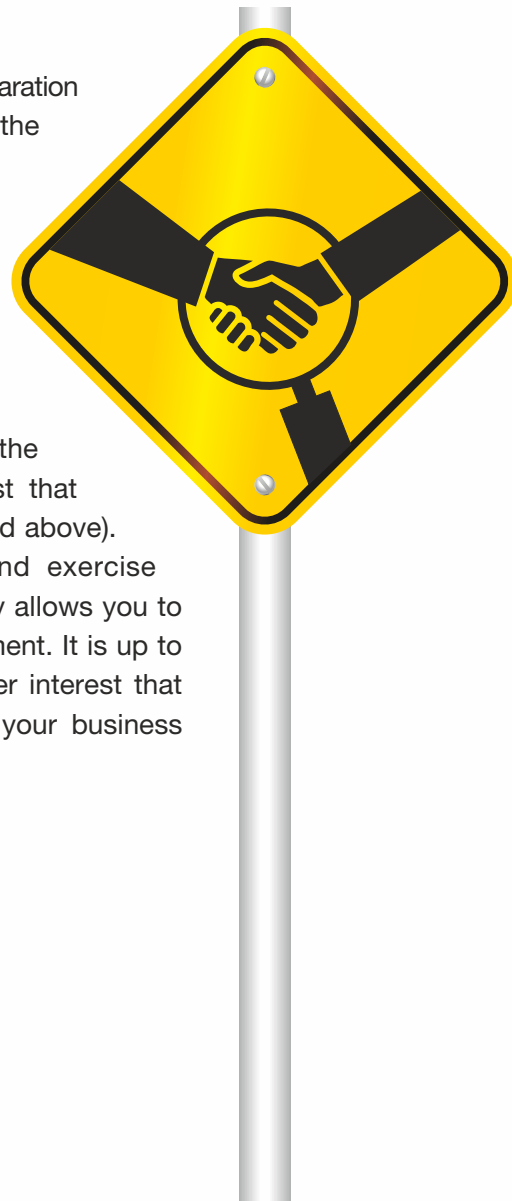 aration
the
the
st that
d above).
nd exercise
y allows you to
ment. It is up to
er interest that
your business